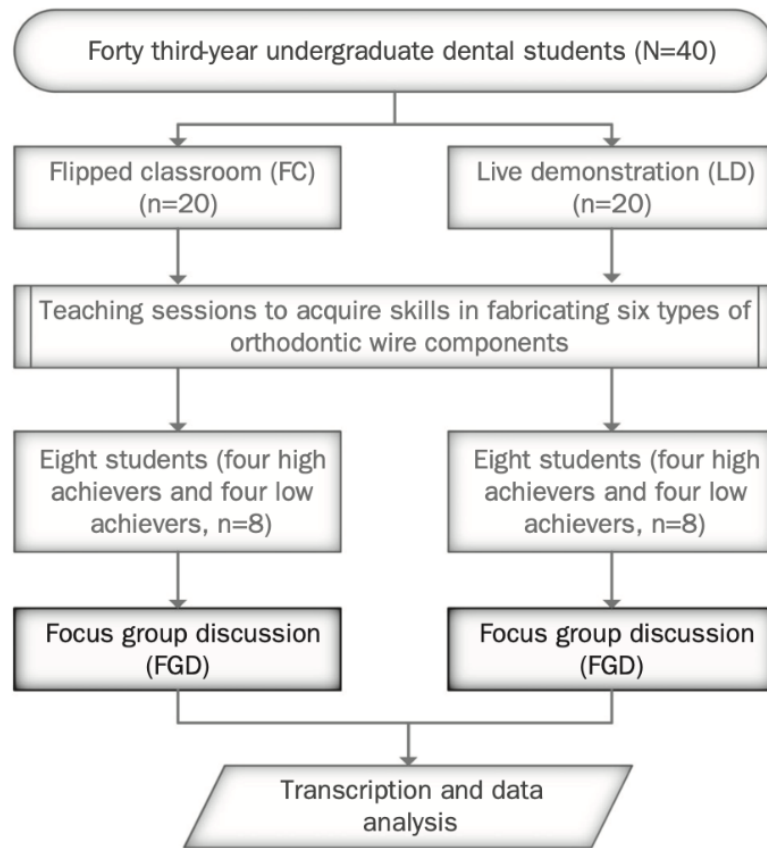 Forty third-year undergraduate dental students (N=40)
Flipped classroom (FC)
(n=20)
Live demonstration (LD)
(n=20)
Teaching sessions to acquire skills in fabricating six types of
orthodontic wire components
Eight students (four high
achievers and four low
achievers, n=8)
Eight students (four high
achievers and four low
achievers, n=8)
Focus group discussion
(FGD)
Focus group discussion
(FGD)
Transcription and data
analysis